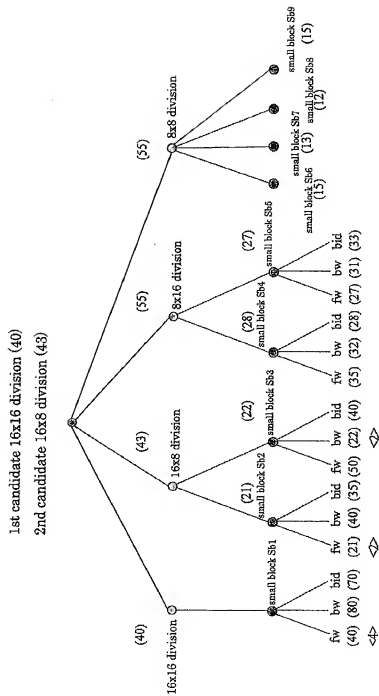 1st candidate 16x16 division (40)
2nd candidate 16x8 division (43)
(40)
(43)
(55)
(55)
16x16 division
16x8 division
8x16 division
8x8 division
(21)
(22)
(28)
(27)
small block Sb1
small block Sb2
small block Sb3
small block Sb4
small block Sb5
small block Sb6
(15)
small block Sb7
(13)
small block Sb8
(12)
small block Sb9
(15)
fw bw bid
(40) (80) (70)
fw bw bid
(21) (40) (35)
fw bw bid
(50) (22) (40)
fw bw bid
(35) (32) (28)
fw bw bid
(27) (31) (33)